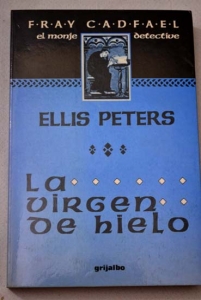 FRAY CADFAEL
el monje detective
ELLIS PETERS
LA
VIRGEN
DE HIELO
grijalbo